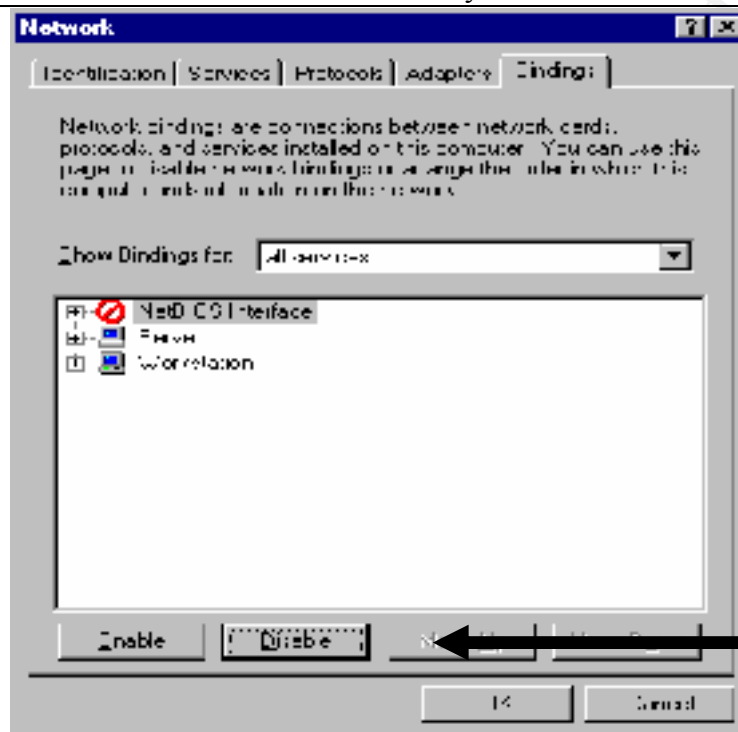 Network
Identification Services Protocols Adapters Bindings
Network bindings are connections between network cards,
protocols, and services installed on this computer. You can use this
page to disable network bindings or arrange the order in which this
computer finds information on the network.
Show Bindings for: all services
NetBIOS Interface
Server
Workstation
Enable Disable
OK Cancel